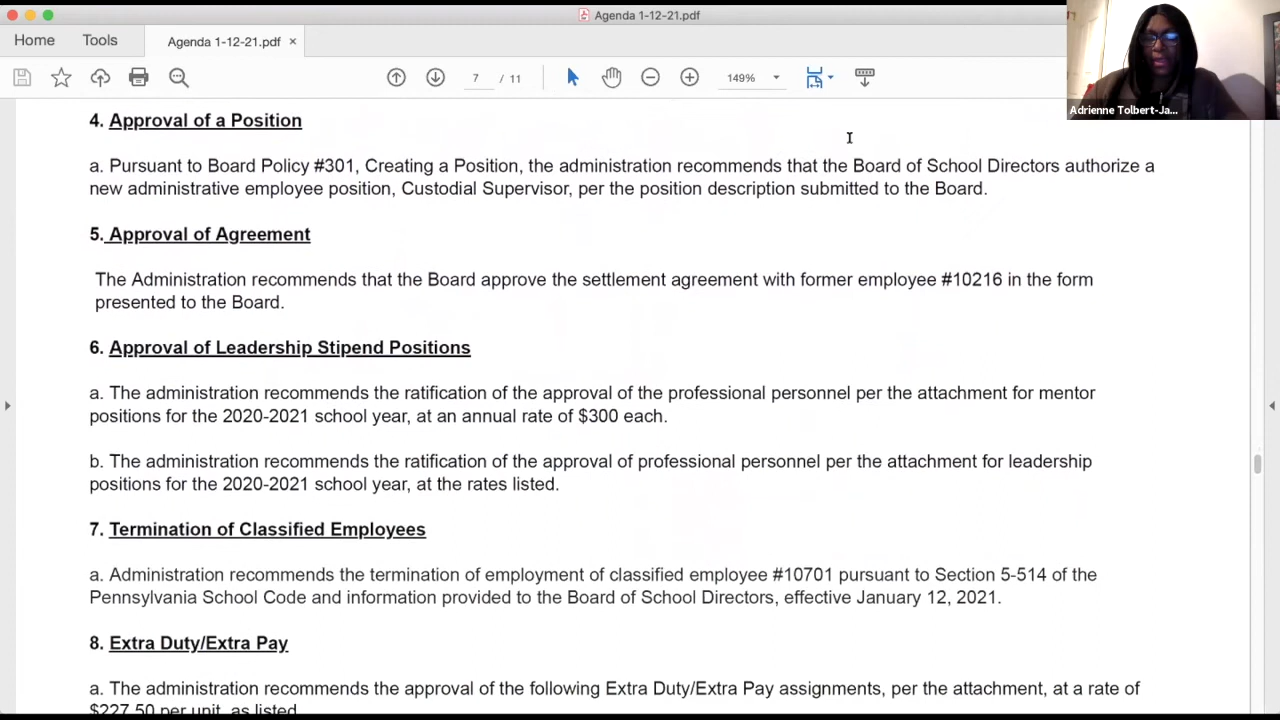 Agenda 1-12-21.pdf
Home
Tools
Agenda 1-12-21.pdf ×
7 / 11
149%
Adrienne Tolbert-Ja...
4. Approval of a Position
a. Pursuant to Board Policy #301, Creating a Position, the administration recommends that the Board of School Directors authorize a
new administrative employee position, Custodial Supervisor, per the position description submitted to the Board.
5. Approval of Agreement
The Administration recommends that the Board approve the settlement agreement with former employee #10216 in the form
presented to the Board.
6. Approval of Leadership Stipend Positions
a. The administration recommends the ratification of the approval of the professional personnel per the attachment for mentor
positions for the 2020-2021 school year, at an annual rate of $300 each.
b. The administration recommends the ratification of the approval of professional personnel per the attachment for leadership
positions for the 2020-2021 school year, at the rates listed.
7. Termination of Classified Employees
a. Administration recommends the termination of employment of classified employee #10701 pursuant to Section 5-514 of the
Pennsylvania School Code and information provided to the Board of School Directors, effective January 12, 2021.
8. Extra Duty/Extra Pay
a. The administration recommends the approval of the following Extra Duty/Extra Pay assignments, per the attachment, at a rate of
$227.50 per unit, as listed